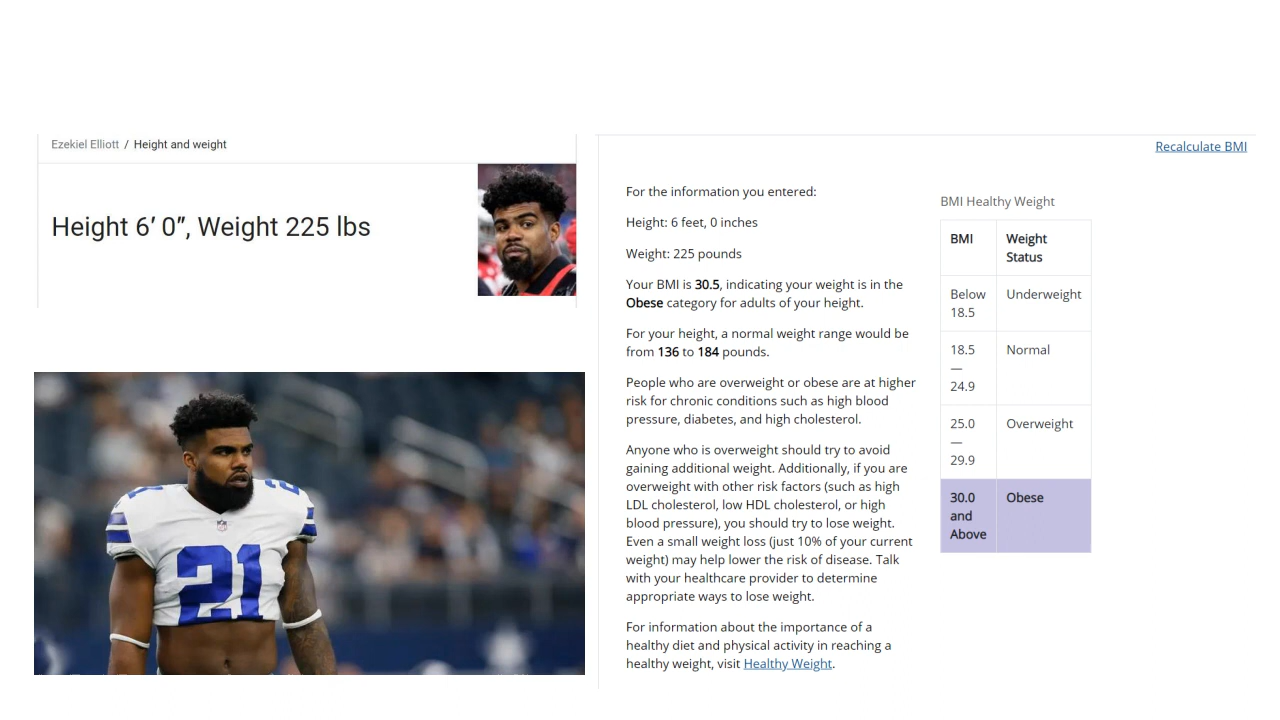 Ezekiel Elliott / Height and weight
Height 6′ 0″, Weight 225 lbs
21
21
Recalculate BMI
For the information you entered:
Height: 6 feet, 0 inches
Weight: 225 pounds
Your BMI is 30.5, indicating your weight is in the
Obese category for adults of your height.
For your height, a normal weight range would be
from 136 to 184 pounds.
People who are overweight or obese are at higher
risk for chronic conditions such as high blood
pressure, diabetes, and high cholesterol.
Anyone who is overweight should try to avoid
gaining additional weight. Additionally, if you are
overweight with other risk factors (such as high
LDL cholesterol, low HDL cholesterol, or high
blood pressure), you should try to lose weight.
Even a small weight loss (just 10% of your current
weight) may help lower the risk of disease. Talk
with your healthcare provider to determine
appropriate ways to lose weight.
For information about the importance of a
healthy diet and physical activity in reaching a
healthy weight, visit Healthy Weight.
BMI Healthy Weight
BMI
Weight
Status
Below
18.5
Underweight
18.5
—
24.9
Normal
25.0
—
29.9
Overweight
30.0
and
Above
Obese